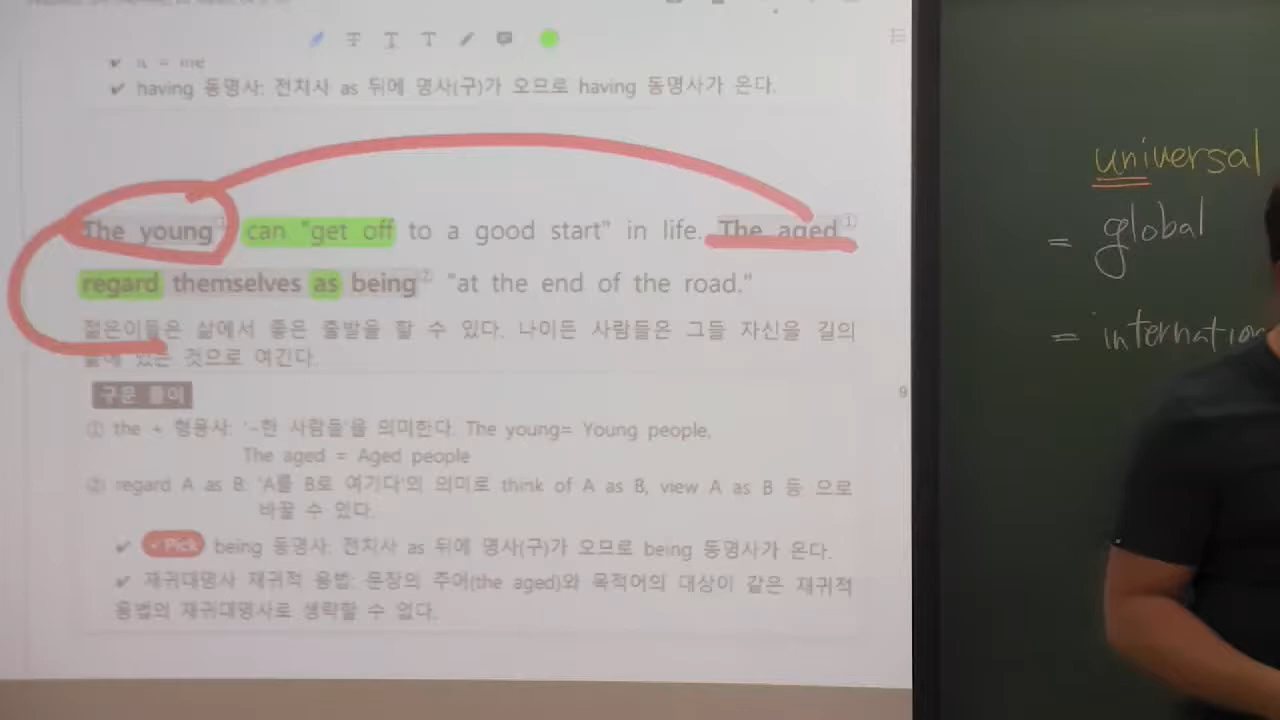 ✔ having 동명사: 전치사 as 뒤에 명사(구)가 오므로 having 동명사가 온다.
The young① can "get off to a good start" in life. The aged①
regard themselves as being② "at the end of the road."
젊은이들은 삶에서 좋은 출발을 할 수 있다. 나이든 사람들은 그들 자신을 길의
끝에 있는 것으로 여긴다.
구문 풀이
① the + 형용사: '~한 사람들'을 의미한다. The young= Young people,
The aged = Aged people
② regard A as B: 'A를 B로 여기다'의 의미로 think of A as B, view A as B 등 으로
바꿀 수 있다.
✔ ✓Pick being 동명사: 전치사 as 뒤에 명사(구)가 오므로 being 동명사가 온다.
✔ 재귀대명사 재귀적 용법: 문장의 주어(the aged)와 목적어의 대상이 같은 재귀적
용법의 재귀대명사로 생략할 수 없다.
9
universal
= global
= internation